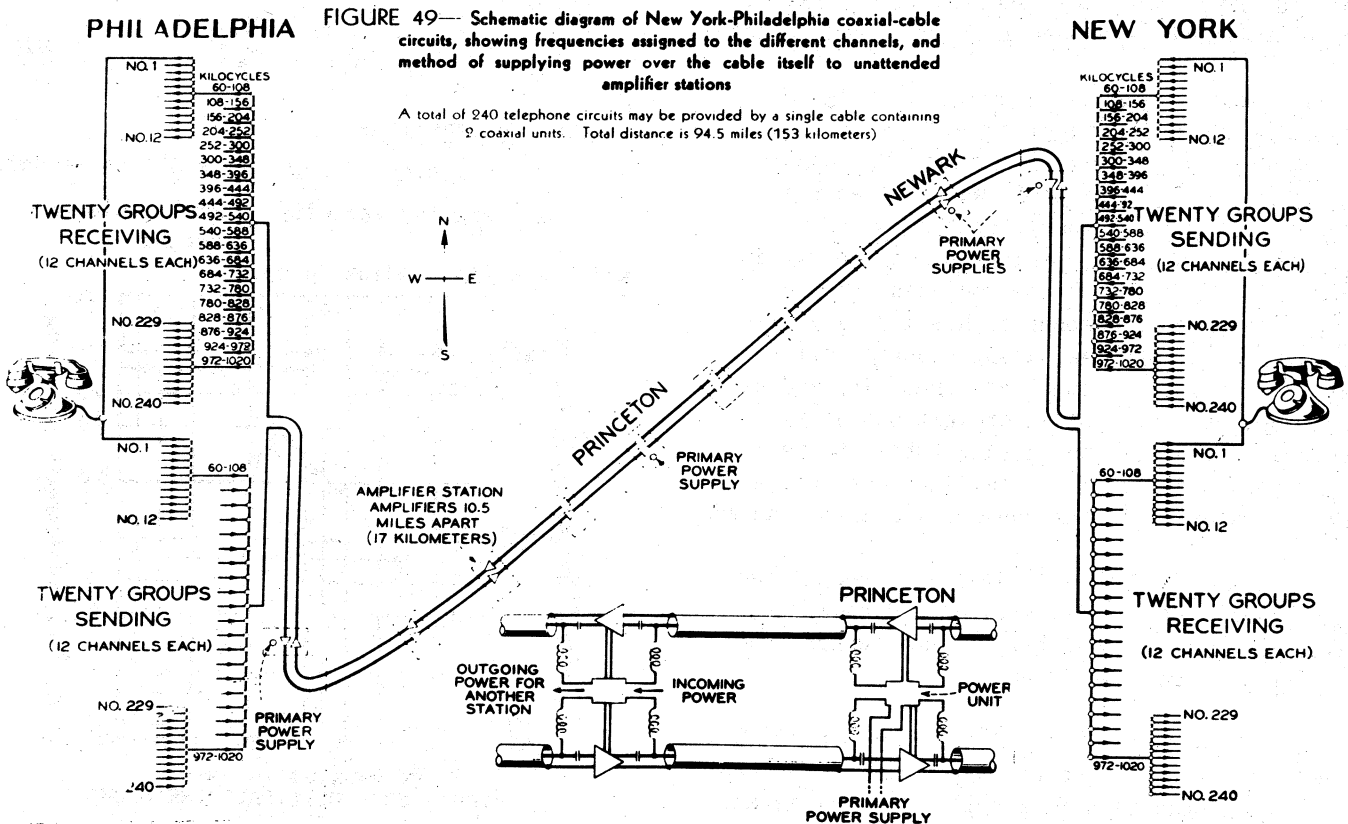 PHILADELPHIA
FIGURE 49— Schematic diagram of New York-Philadelphia coaxial-cable
circuits, showing frequencies assigned to the different channels, and
method of supplying power over the cable itself to unattended
amplifier stations
A total of 240 telephone circuits may be provided by a single cable containing
2 coaxial units. Total distance is 94.5 miles (153 kilometers)
NEW YORK
NO. 1
NO. 12
KILOCYCLES
60-108
108-156
156-204
204-252
252-300
300-348
348-396
396-444
444-492
492-540
540-588
588-636
636-684
684-732
732-780
780-828
828-876
876-924
924-972
972-1020
TWENTY GROUPS
RECEIVING
(12 CHANNELS EACH)
NO. 229
NO. 240
NO. 1
60-108
NO. 12
TWENTY GROUPS
SENDING
(12 CHANNELS EACH)
NO. 229
972-1020
240
PRIMARY
POWER
SUPPLY
N
W
E
S
AMPLIFIER STATION
AMPLIFIERS 10.5
MILES APART
(17 KILOMETERS)
PRINCETON
PRIMARY
POWER
SUPPLY
NEWARK
PRIMARY
POWER
SUPPLIES
KILOCYCLES
60-108
108-156
156-204
204-252
252-300
300-348
348-396
396-444
444-92
492-540
540-588
588-636
636-684
684-732
732-780
780-828
828-876
876-924
924-972
972-1020
NO. 1
NO. 12
TWENTY GROUPS
SENDING
(12 CHANNELS EACH)
NO. 229
NO. 240
NO. 1
60-108
NO. 12
TWENTY GROUPS
RECEIVING
(12 CHANNELS EACH)
NO. 229
972-1020
NO. 240
PRINCETON
OUTGOING
POWER FOR
ANOTHER
STATION
INCOMING
POWER
POWER
UNIT
PRIMARY
POWER SUPPLY